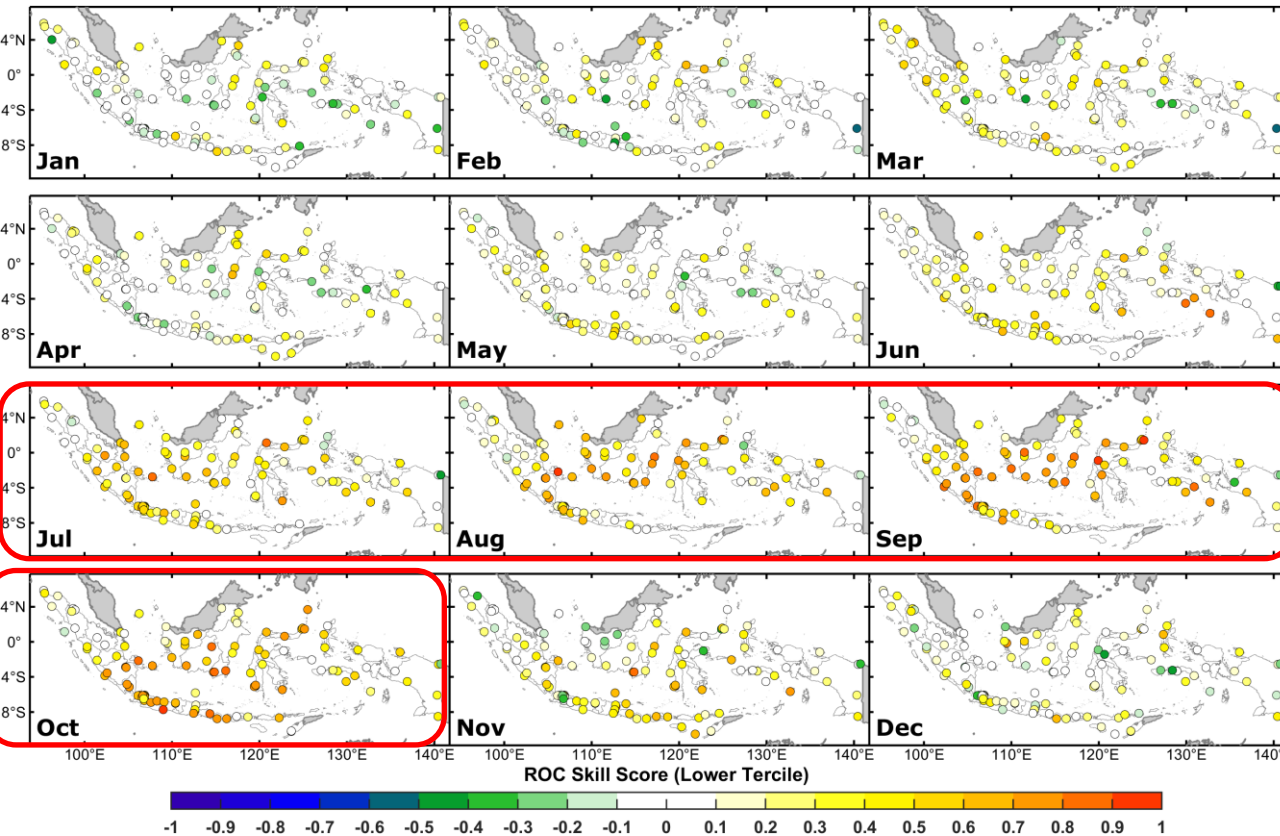 4°N
0°
4°S
8°S
Jan
Feb
Mar
4°N
0°
4°S
8°S
Apr
May
Jun
4°N
0°
4°S
8°S
Jul
Aug
Sep
4°N
0°
4°S
8°S
Oct
Nov
Dec
100°E 110°E 120°E 130°E 140°E 100°E 110°E 120°E 130°E 140°E 100°E 110°E 120°E 130°E 140°E
ROC Skill Score (Lower Tercile)
-1 -0.9 -0.8 -0.7 -0.6 -0.5 -0.4 -0.3 -0.2 -0.1 0 0.1 0.2 0.3 0.4 0.5 0.6 0.7 0.8 0.9 1